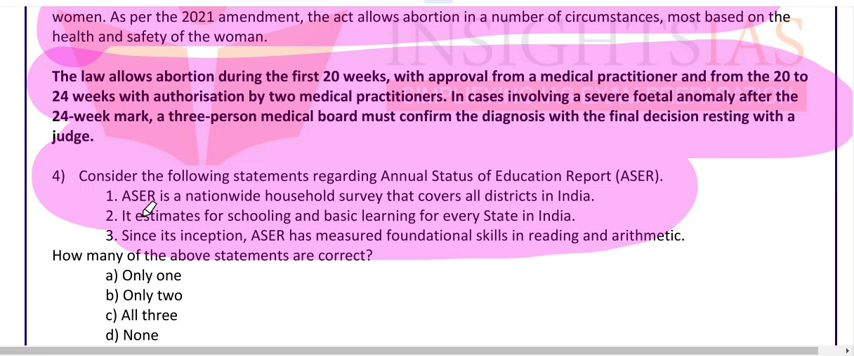 women. As per the 2021 amendment, the act allows abortion in a number of circumstances, most based on the
health and safety of the woman.
The law allows abortion during the first 20 weeks, with approval from a medical practitioner and from the 20 to
24 weeks with authorisation by two medical practitioners. In cases involving a severe foetal anomaly after the
24-week mark, a three-person medical board must confirm the diagnosis with the final decision resting with a
judge.
4) Consider the following statements regarding Annual Status of Education Report (ASER).
1. ASER is a nationwide household survey that covers all districts in India.
2. It estimates for schooling and basic learning for every State in India.
3. Since its inception, ASER has measured foundational skills in reading and arithmetic.
How many of the above statements are correct?
a) Only one
b) Only two
c) All three
d) None
INSIGHTSIAS